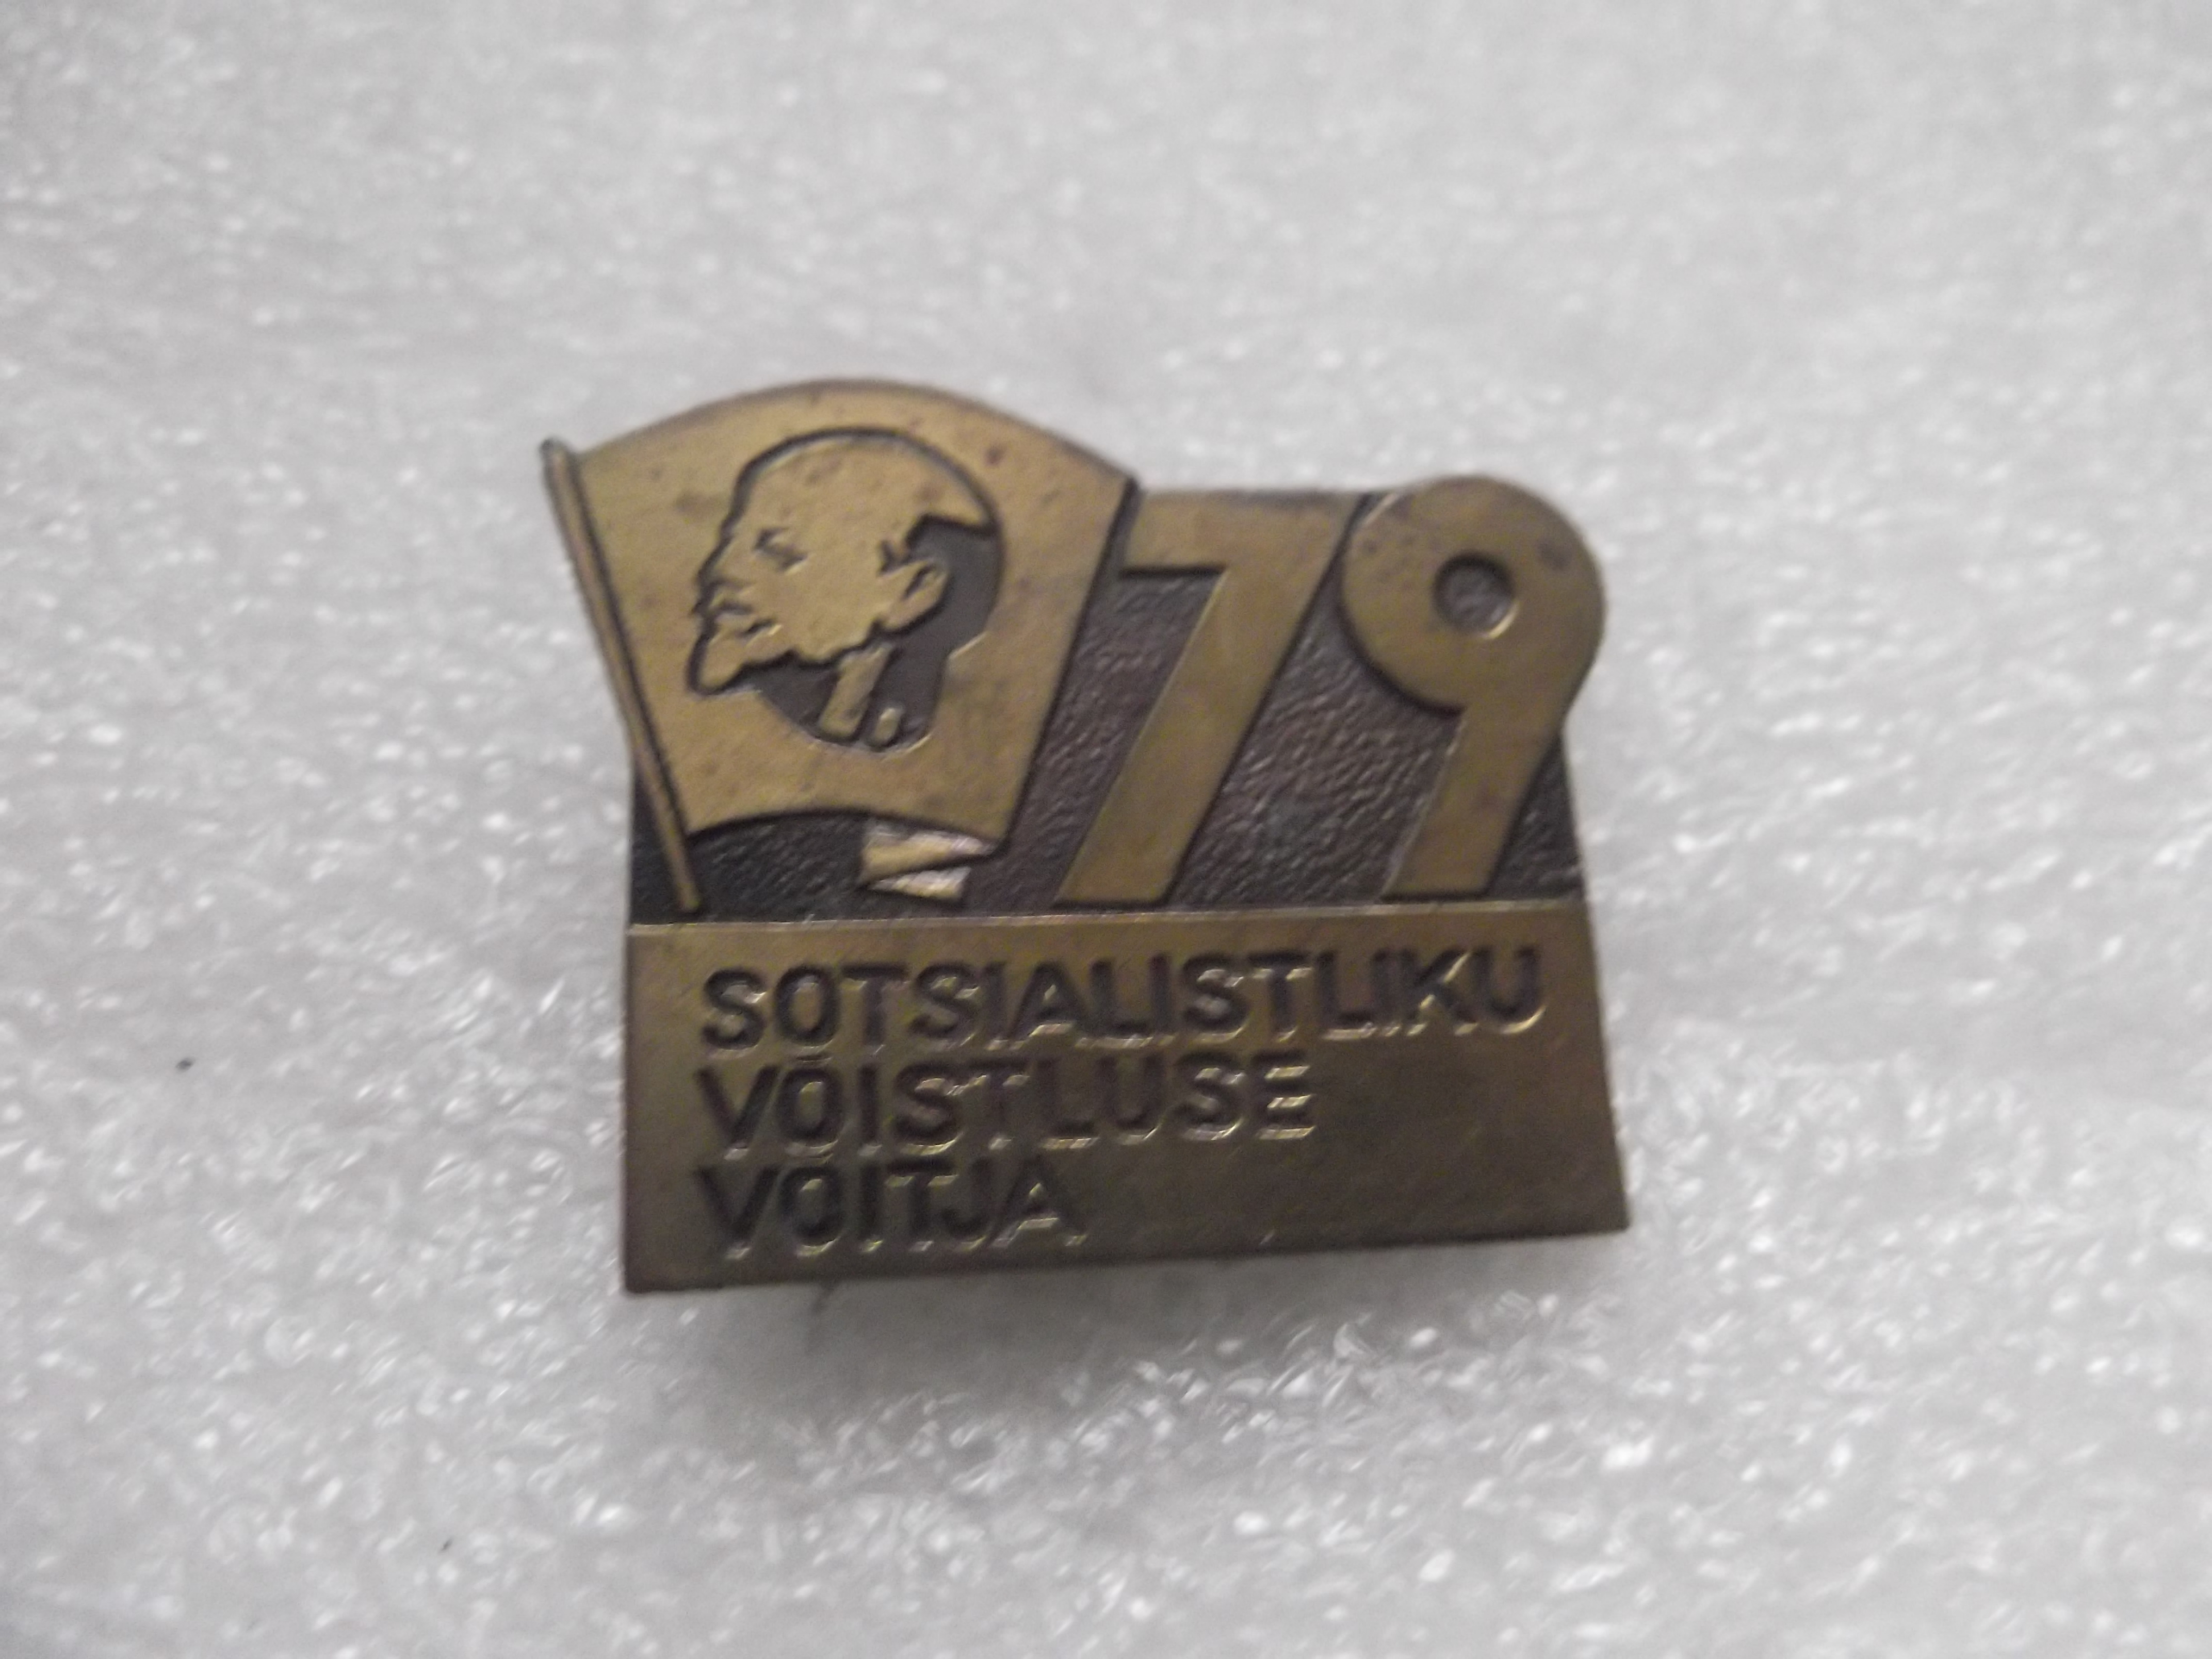 79
SOTSIALISTLIKU
VÕISTLUSE
VÕITJA